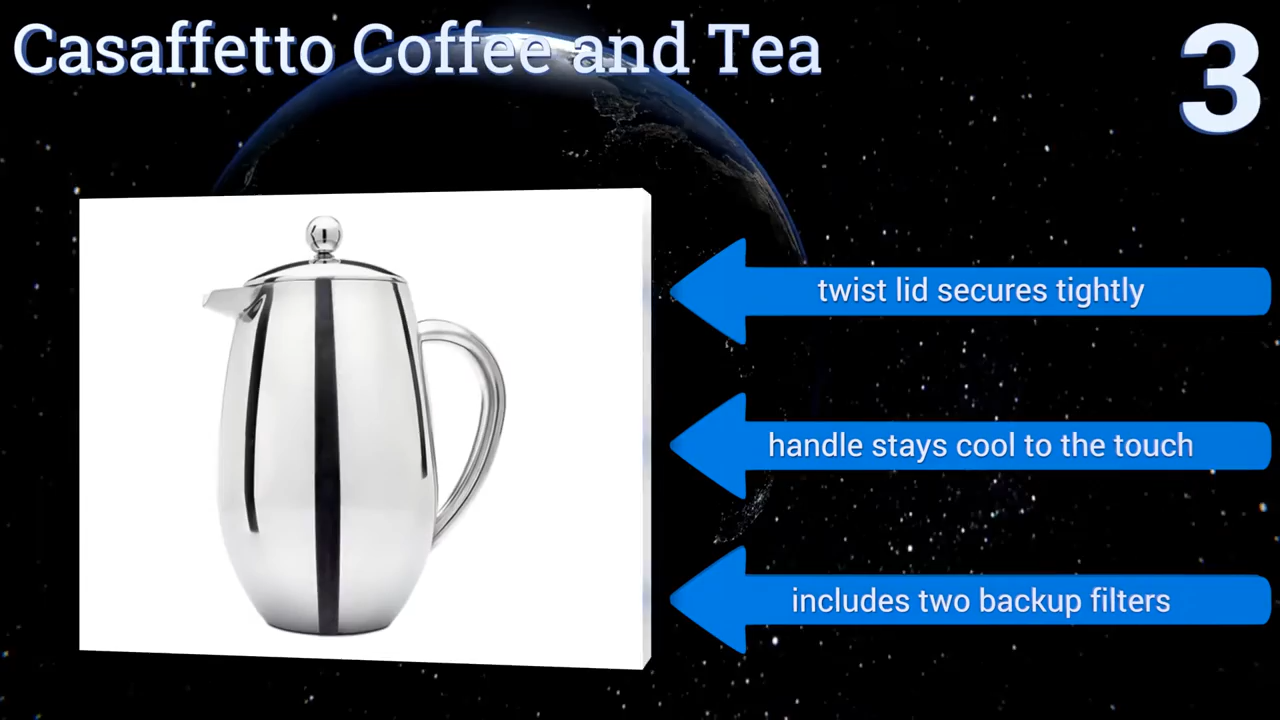 Casaffetto Coffee and Tea
3
twist lid secures tightly
handle stays cool to the touch
includes two backup filters